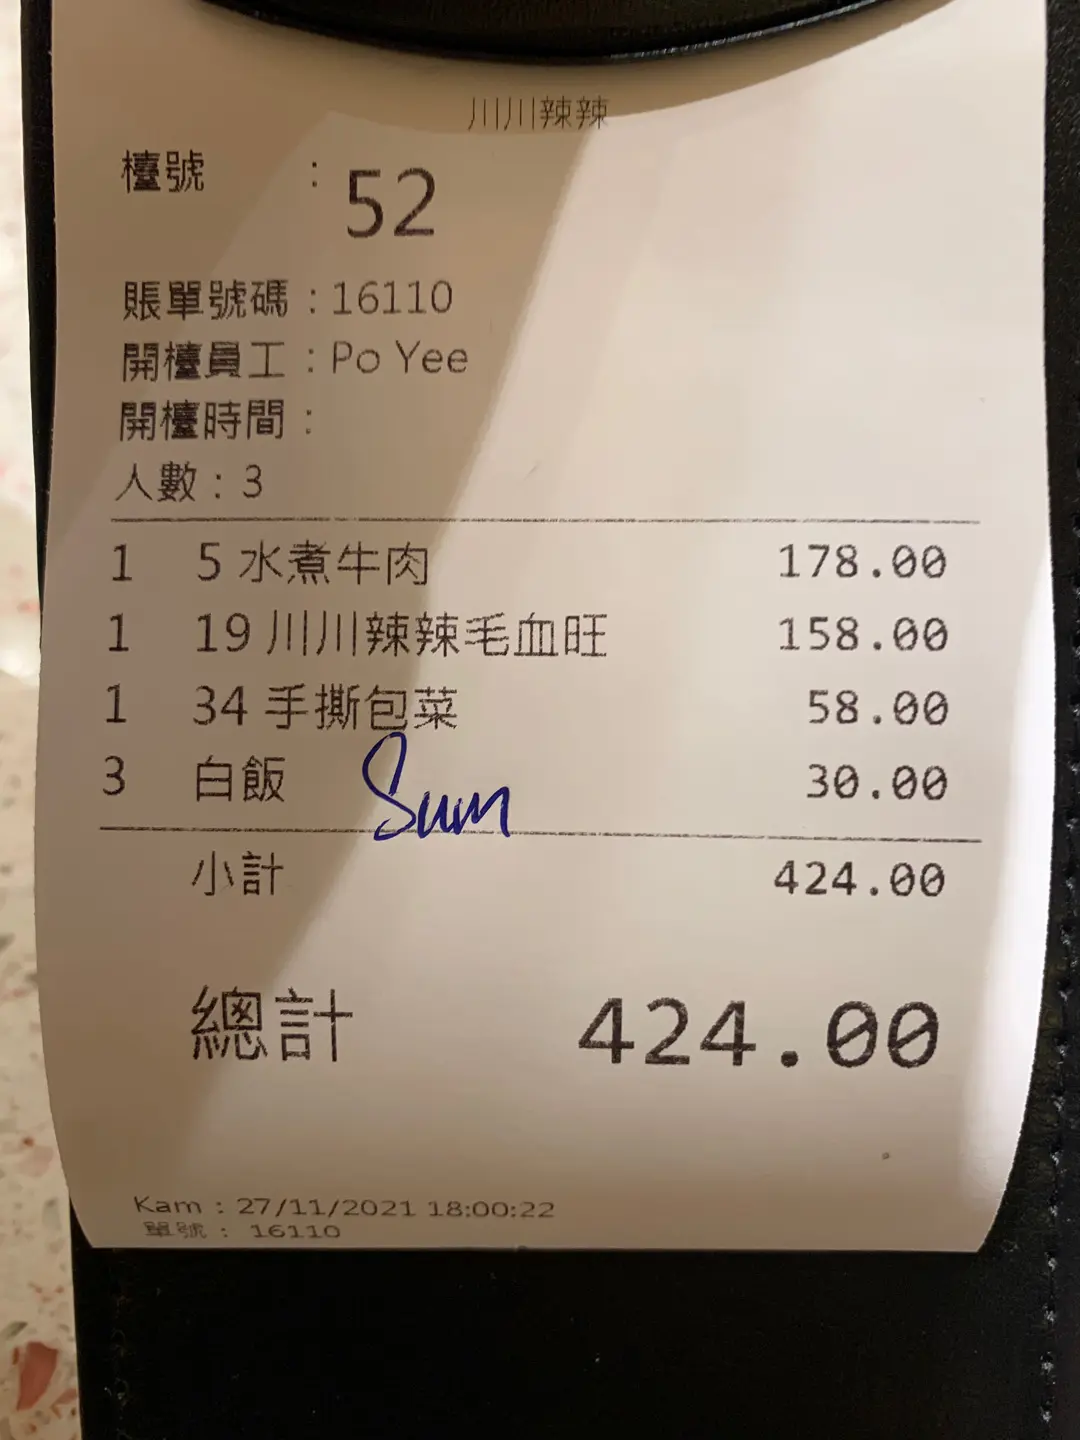 川川辣辣
檯號 : 52
賬單號碼 : 16110
開檯員工 : Po Yee
開檯時間 :
人數 : 3
1 5 水煮牛肉 178.00
1 19 川川辣辣毛血旺 158.00
1 34 手撕包菜 58.00
3 白飯 30.00
Sum
小計 424.00
總計 424.00
Kam : 27/11/2021 18:00:22
單號 : 16110